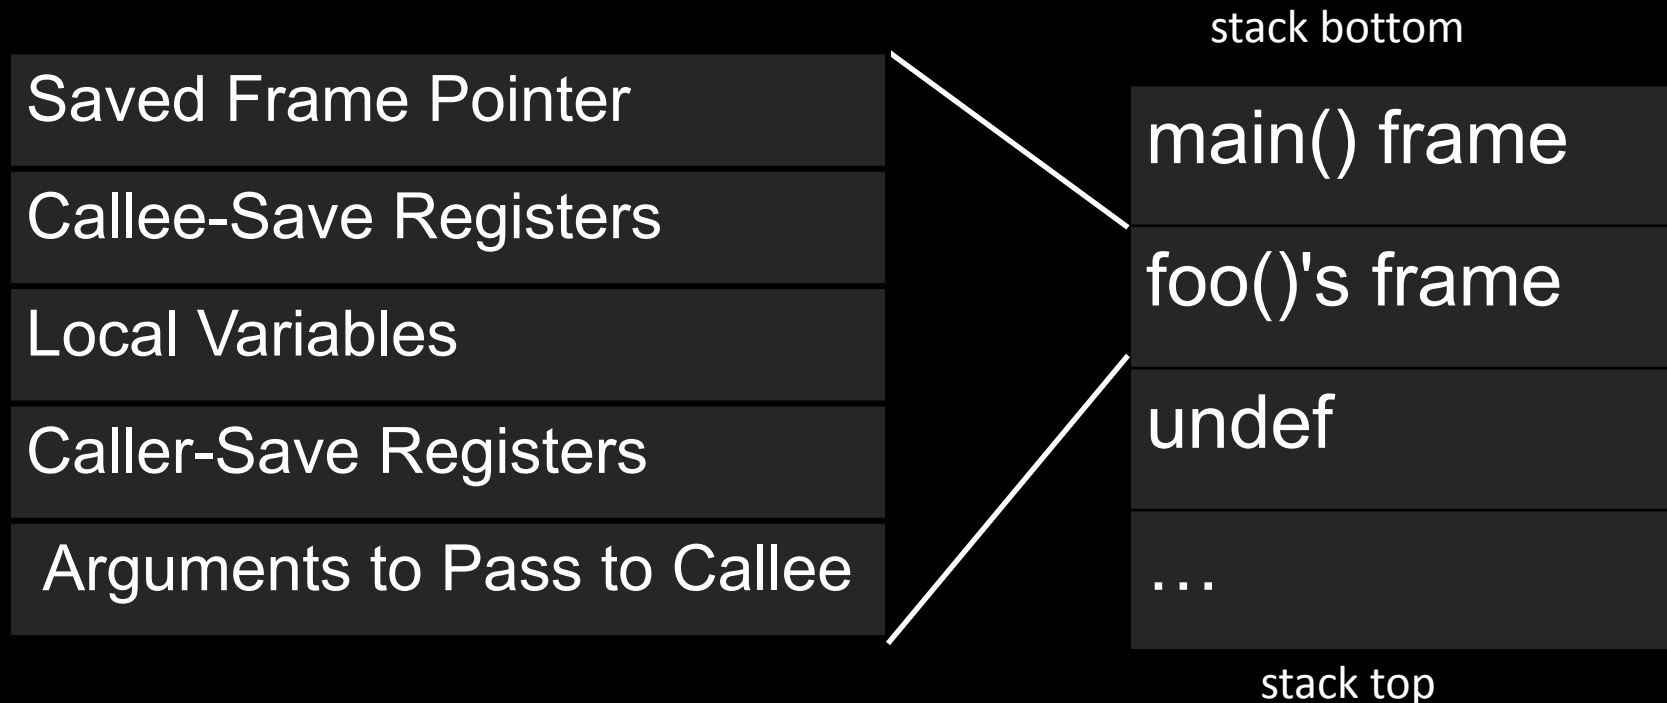 Saved Frame Pointer
Callee-Save Registers
Local Variables
Caller-Save Registers
Arguments to Pass to Callee
stack bottom
main() frame
foo()'s frame
undef
…
stack top